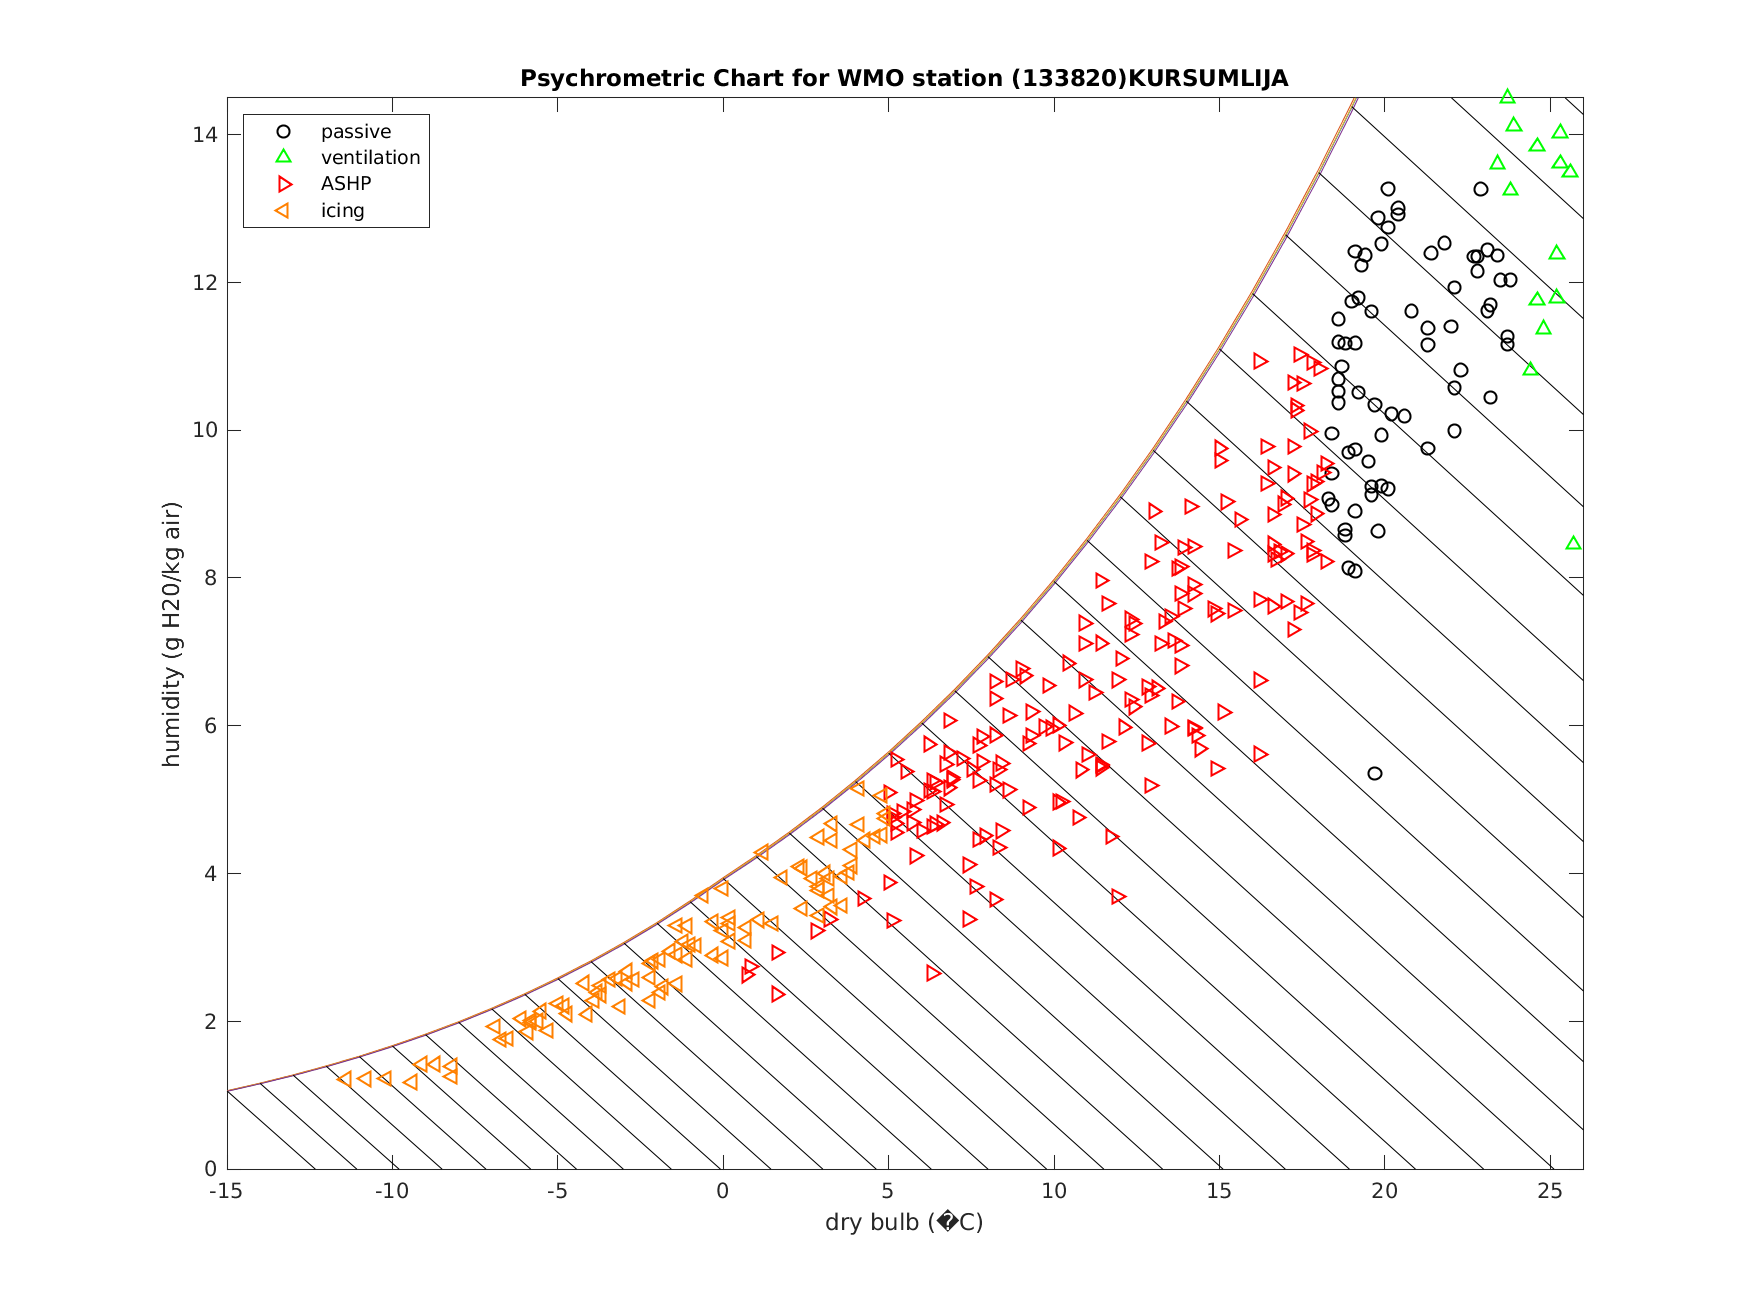 Psychrometric Chart for WMO station (133820)KURSUMLIJA
passive
ventilation
ASHP
icing
humidity (g H20/kg air)
14
12
10
8
6
4
2
0
-15 -10 -5 0 5 10 15 20 25
dry bulb (�C)